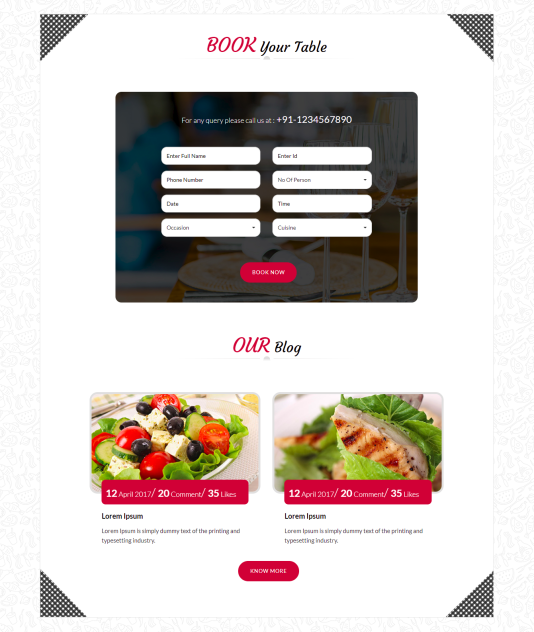 BOOK Your Table
For any query please call us at : +91-1234567890
Enter Full Name
Enter Id
Phone Number
No Of Person
Date
Time
Occasion
Cuisine
BOOK NOW
OUR Blog
12 April 2017/ 20 Comment/ 35 Likes
Lorem Ipsum
Lorem Ipsum is simply dummy text of the printing and
typesetting industry.
12 April 2017/ 20 Comment/ 35 Likes
Lorem Ipsum
Lorem Ipsum is simply dummy text of the printing and
typesetting industry.
KNOW MORE